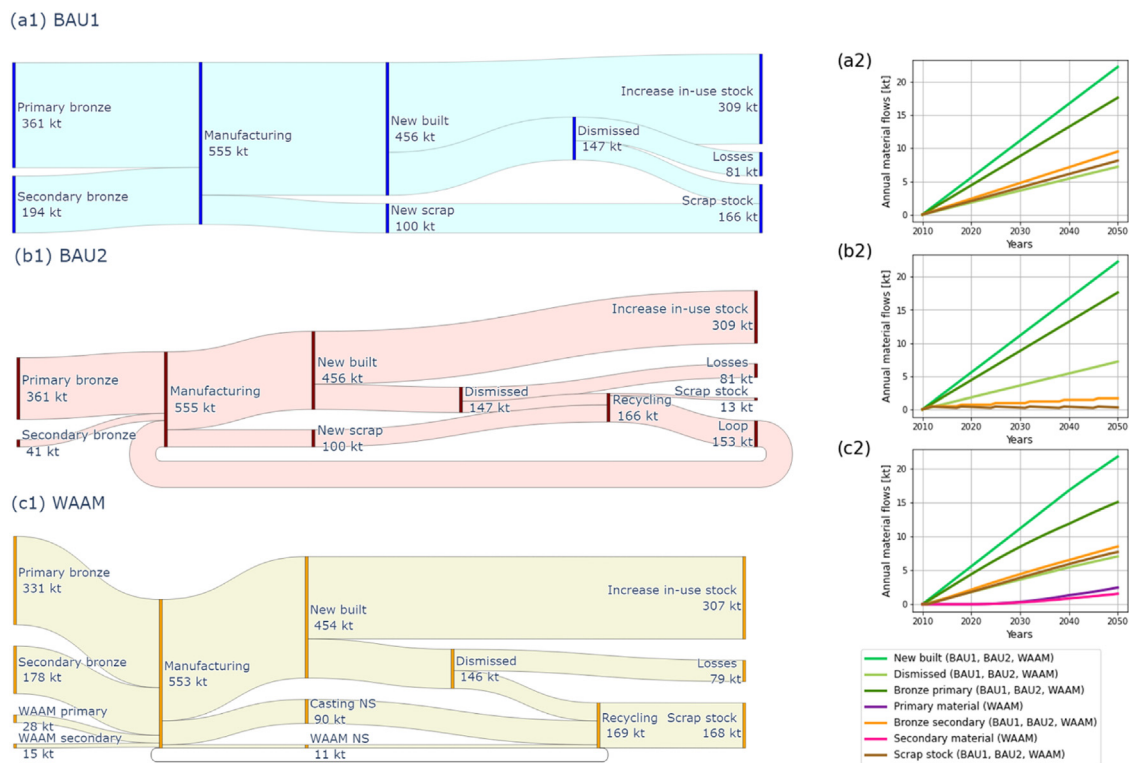 (a1) BAU1
Primary bronze
361 kt
Secondary bronze
194 kt
Manufacturing
555 kt
New built
456 kt
New scrap
100 kt
Dismissed
147 kt
Increase in-use stock
309 kt
Losses
81 kt
Scrap stock
166 kt
(b1) BAU2
Primary bronze
361 kt
Secondary bronze
41 kt
Manufacturing
555 kt
New built
456 kt
New scrap
100 kt
Dismissed
147 kt
Recycling
166 kt
Increase in-use stock
309 kt
Losses
81 kt
Scrap stock
13 kt
Loop
153 kt
(c1) WAAM
Primary bronze
331 kt
Secondary bronze
178 kt
WAAM primary
28 kt
WAAM secondary
15 kt
Manufacturing
553 kt
New built
454 kt
Casting NS
90 kt
WAAM NS
11 kt
Dismissed
146 kt
Recycling
169 kt
Increase in-use stock
307 kt
Losses
79 kt
Scrap stock
168 kt
(a2)
Annual material flows [kt]
20
15
10
5
0
2010 2020 2030 2040 2050
Years
(b2)
Annual material flows [kt]
20
15
10
5
0
2010 2020 2030 2040 2050
Years
(c2)
Annual material flows [kt]
20
15
10
5
0
2010 2020 2030 2040 2050
Years
New built (BAU1, BAU2, WAAM)
Dismissed (BAU1, BAU2, WAAM)
Bronze primary (BAU1, BAU2, WAAM)
Primary material (WAAM)
Bronze secondary (BAU1, BAU2, WAAM)
Secondary material (WAAM)
Scrap stock (BAU1, BAU2, WAAM)